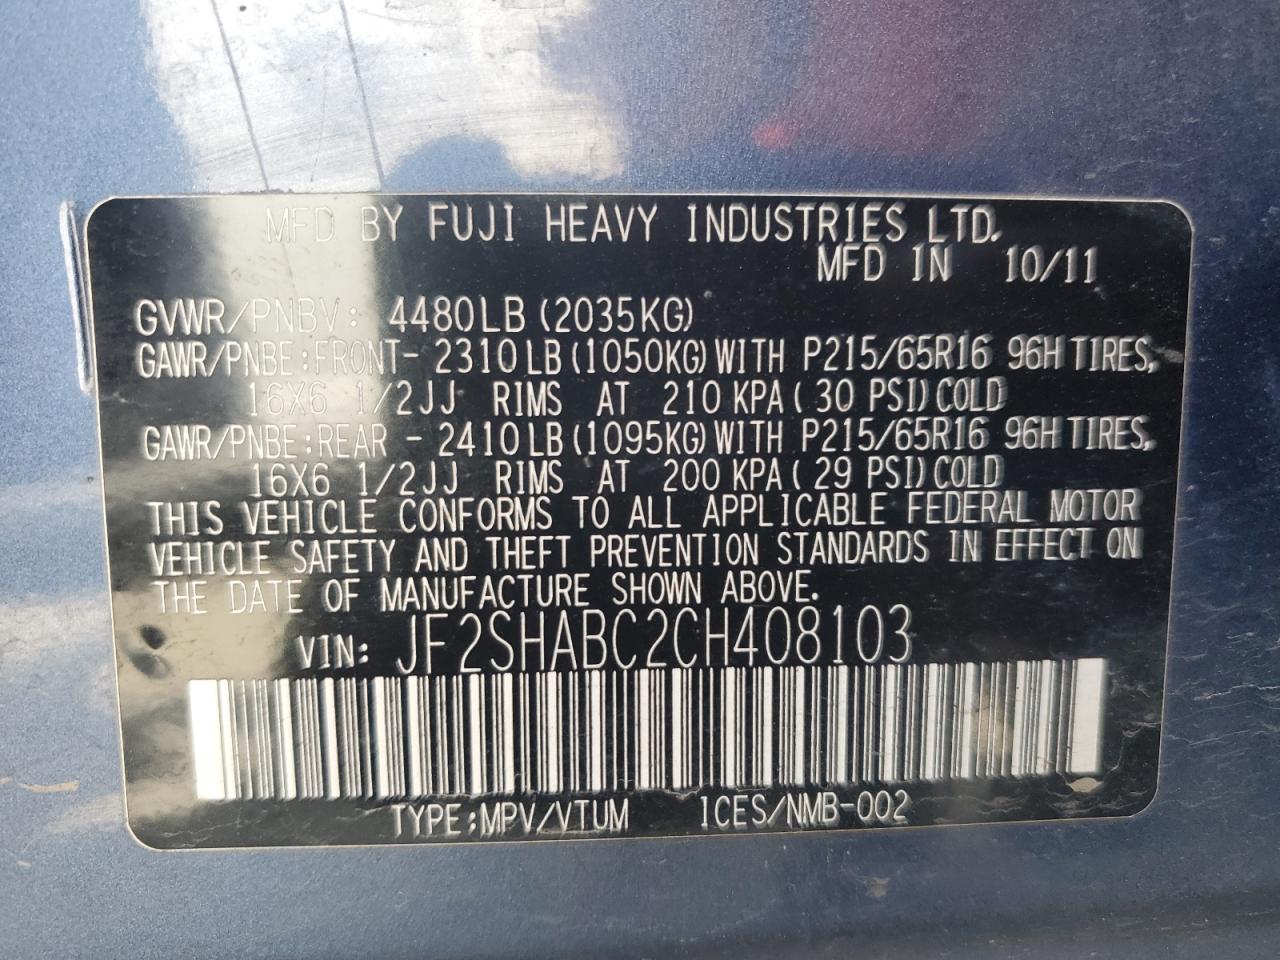 MFD BY FUJI HEAVY INDUSTRIES LTD.
MFD IN 10/11
GVWR/PNBV: 4480LB (2035KG)
GAWR/PNBE:FRONT- 2310LB(1050KG)WITH P215/65R16 96H TIRES,
16X6 1/2JJ RIMS AT 210 KPA(30 PSI)COLD
GAWR/PNBE:REAR - 2410LB(1095KG)WITH P215/65R16 96H TIRES,
16X6 1/2JJ RIMS AT 200 KPA(29 PSI)COLD
THIS VEHICLE CONFORMS TO ALL APPLICABLE FEDERAL MOTOR
VEHICLE SAFETY AND THEFT PREVENTION STANDARDS IN EFFECT ON
THE DATE OF MANUFACTURE SHOWN ABOVE.
VIN: JF2SHABC2CH408103
TYPE:MPV/VTUM ICES/NMB-002